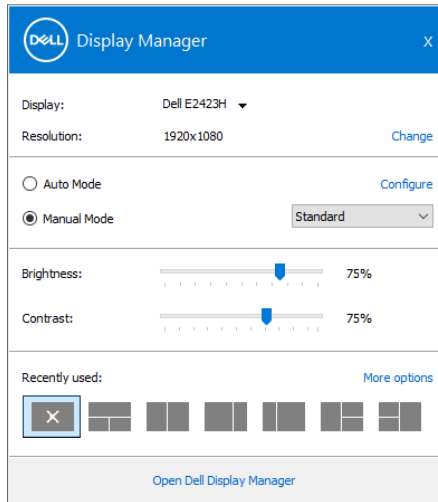 DELL Display Manager X
Display: Dell E2423H
Resolution: 1920x1080 Change
Auto Mode Configure
Manual Mode Standard
Brightness: 75%
Contrast: 75%
Recently used: More options
Open Dell Display Manager